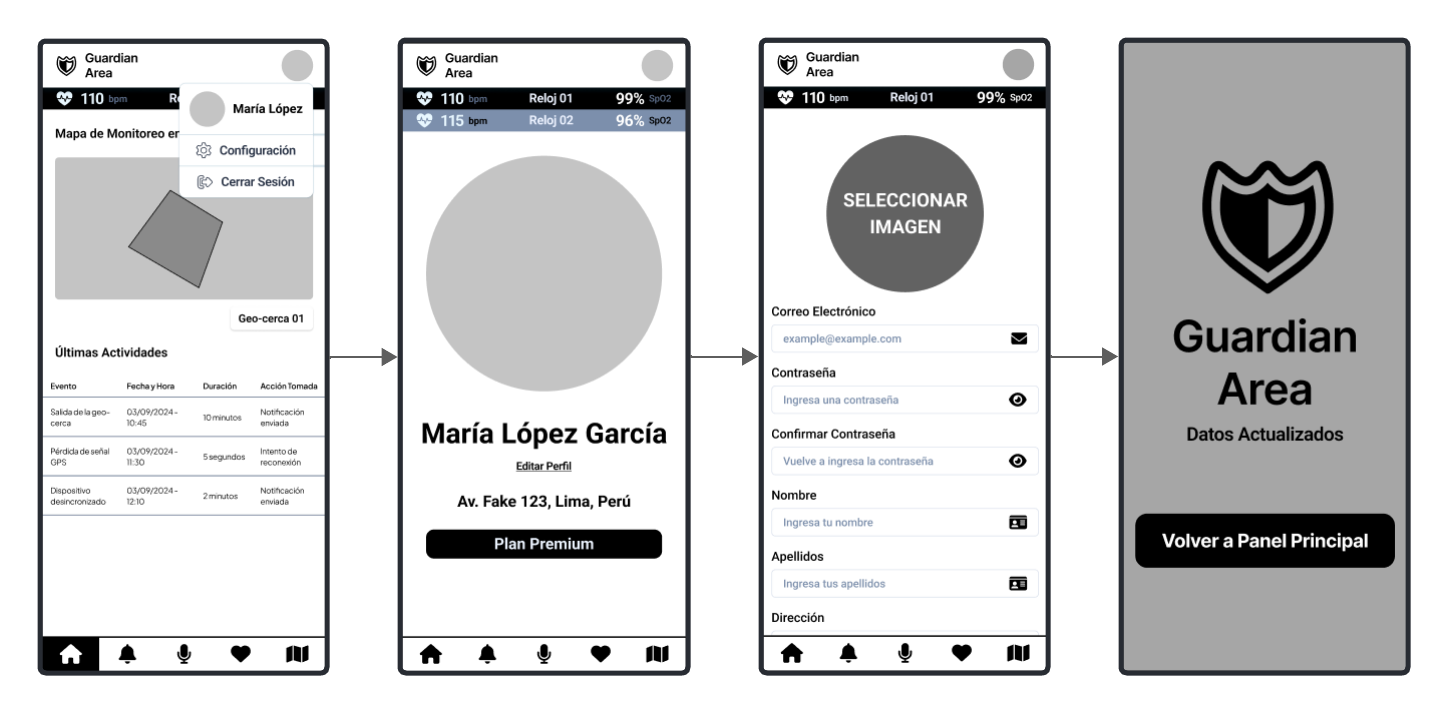 Guardian
Area
110 bpm
María López
Mapa de Monitoreo en
Configuración
Cerrar Sesión
Geo-cerca 01
Últimas Actividades
Evento Fecha y Hora Duración Acción Tomada
Salida de la geo-
cerca
03/09/2024 -
10:45
10 minutos
Notificación
enviada
Pérdida de señal
GPS
03/09/2024 -
11:30
5 segundos
Intento de
reconexión
Dispositivo
desincronizado
03/09/2024 -
12:10
2 minutos
Notificación
enviada
Guardian
Area
110 bpm Reloj 01 99% SpO2
115 bpm Reloj 02 96% SpO2
María López García
Editar Perfil
Av. Fake 123, Lima, Perú
Plan Premium
Guardian
Area
110 bpm Reloj 01 99% SpO2
SELECCIONAR
IMAGEN
Correo Electrónico
example@example.com
Contraseña
Ingresa una contraseña
Confirmar Contraseña
Vuelve a ingresa la contraseña
Nombre
Ingresa tu nombre
Apellidos
Ingresa tus apellidos
Dirección
Guardian
Area
Datos Actualizados
Volver a Panel Principal